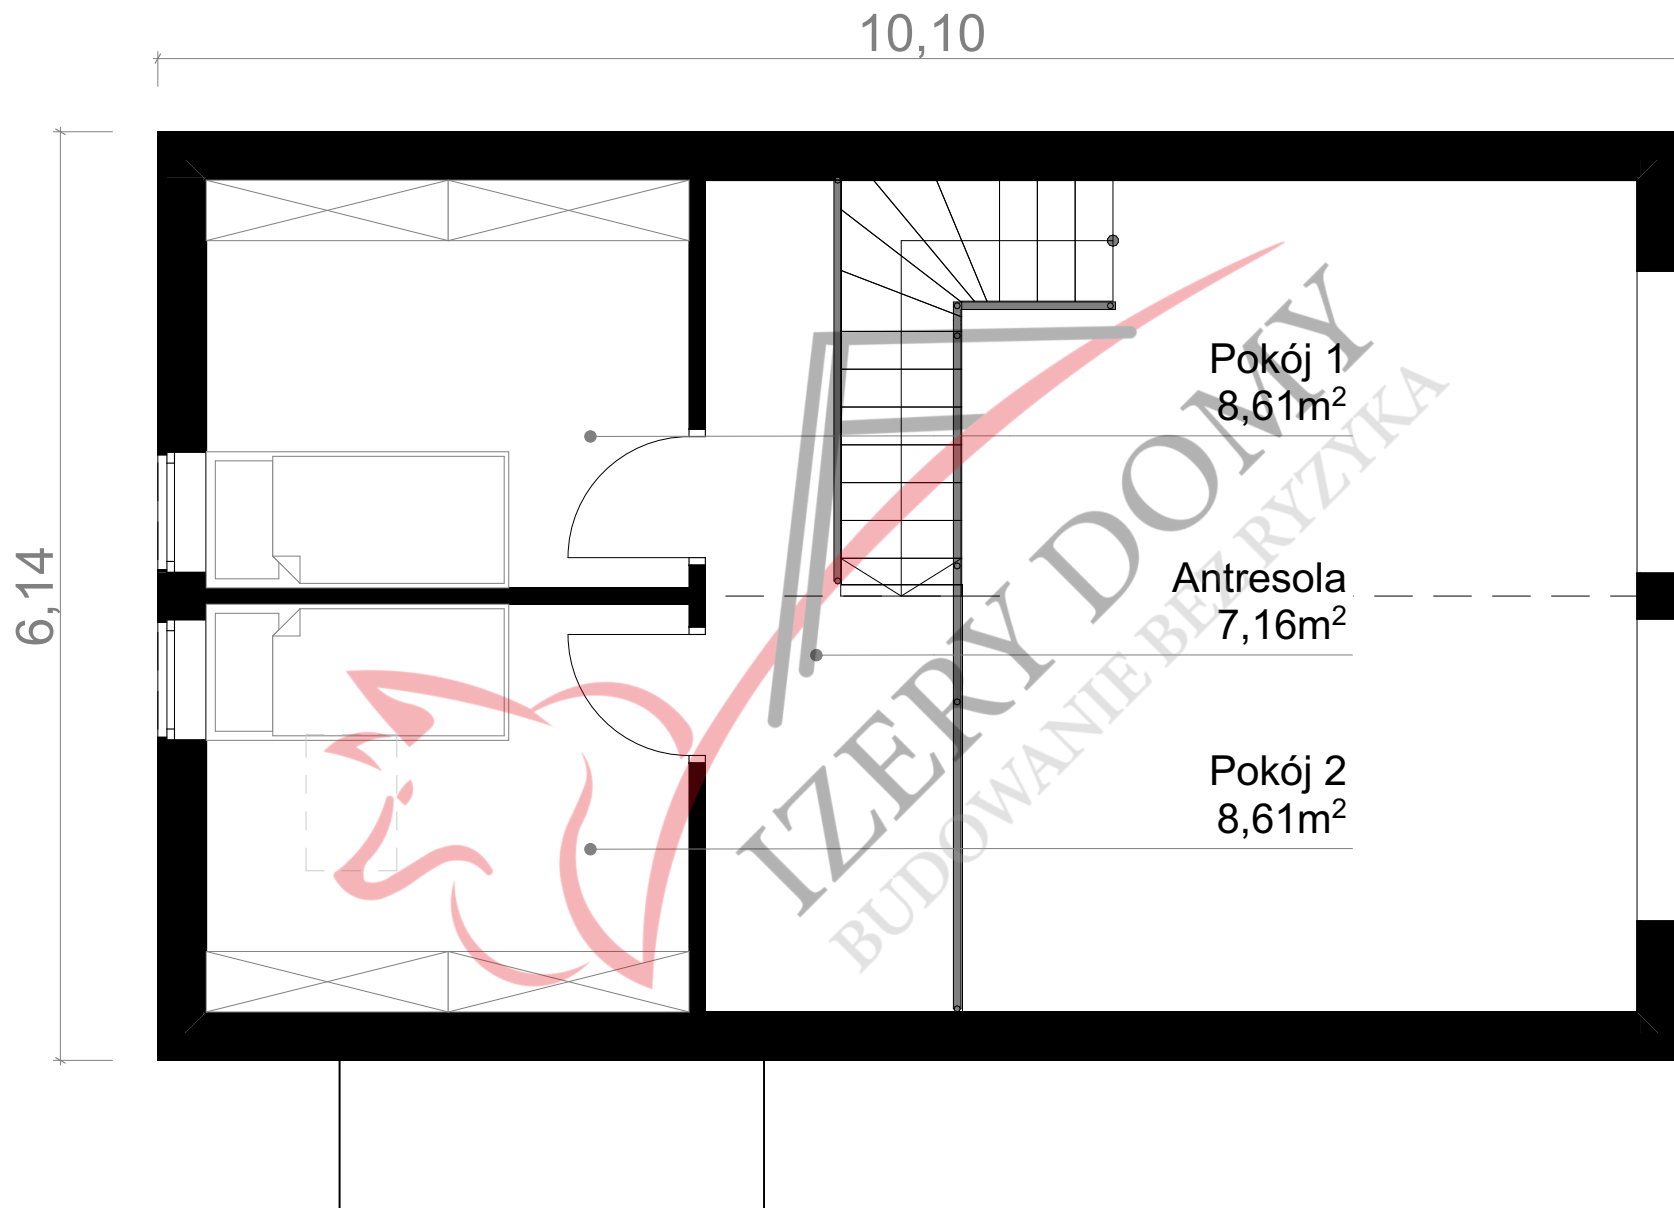 10,10
6,14
Pokój 1
8,61m²
Antresola
7,16m²
Pokój 2
8,61m²
IZERY DOMY
BUDOWANIE BEZ RYZYKA